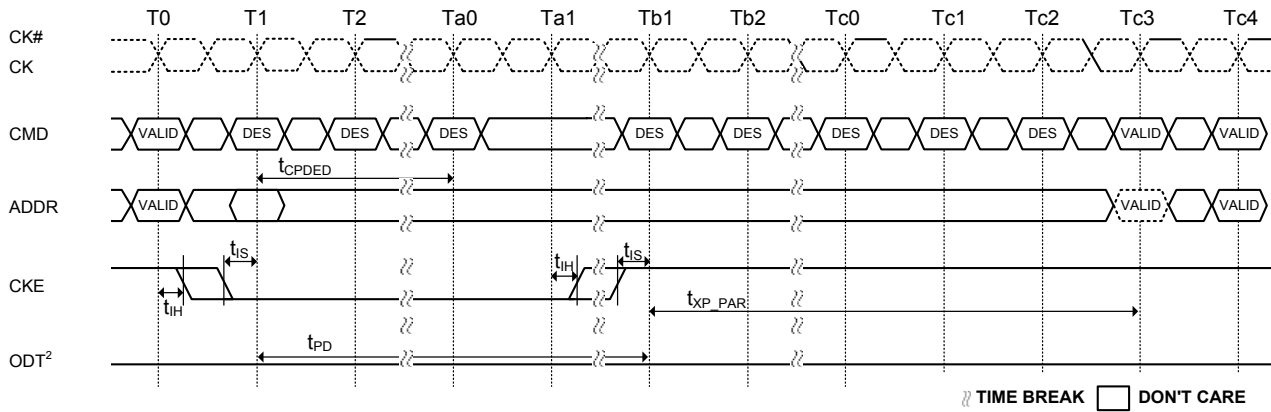 T0 T1 T2 Ta0 Ta1 Tb1 Tb2 Tc0 Tc1 Tc2 Tc3 Tc4
CK#
CK
CMD VALID DES DES DES DES DES DES DES DES VALID VALID
tCPDED
ADDR VALID VALID VALID
tIS tIH tIS
CKE
tIH tXP_PAR
tPD
ODT2
TIME BREAK DON'T CARE